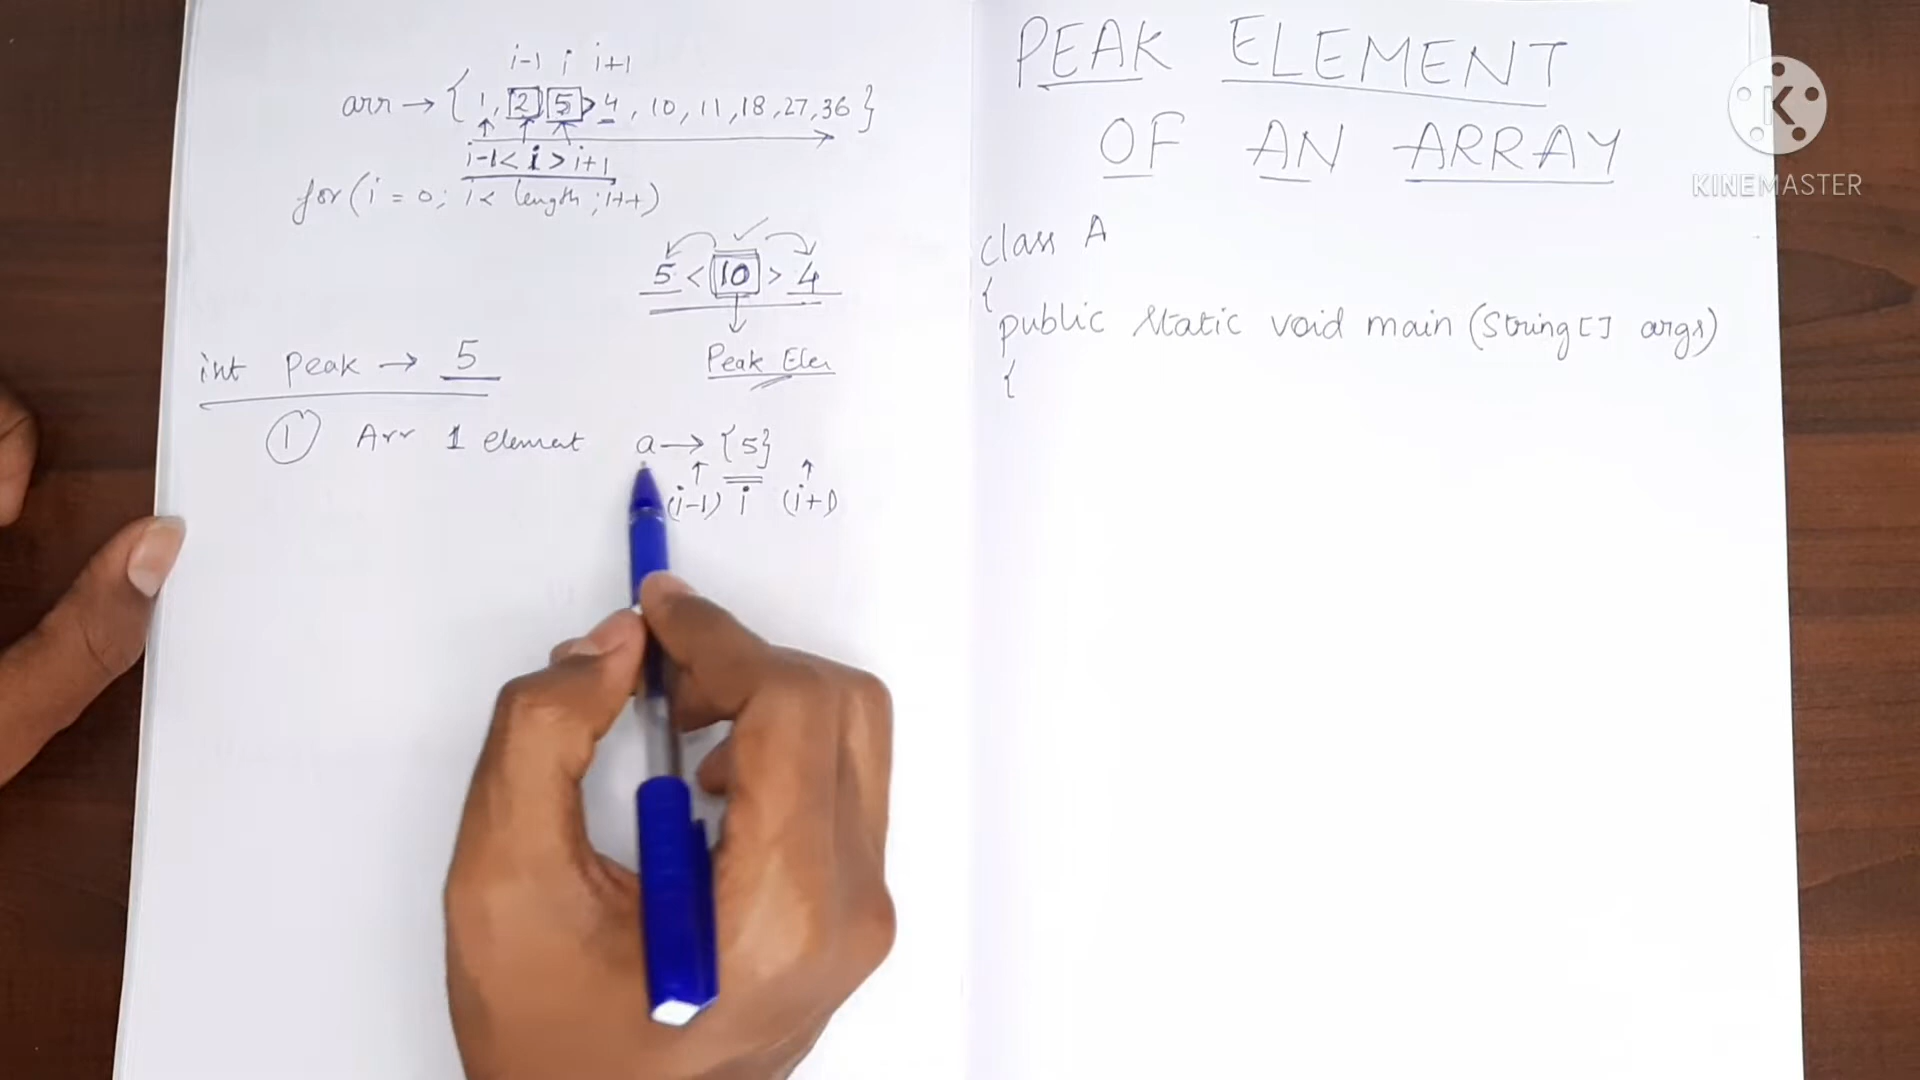 i-1 i i+1
arr → { 1, 2 5 > 4, 10, 11, 18, 27, 36 }
i-1 < i > i+1
for ( i = 0; i < length ; i++)
5 < 10 > 4
Peak Ele
int peak → 5
① Arr 1 element a → {5}
(i-1) i (i+1)
PEAK ELEMENT
OF AN ARRAY
class A
{
public static void main (String[] args)
{
K
KINEMASTER